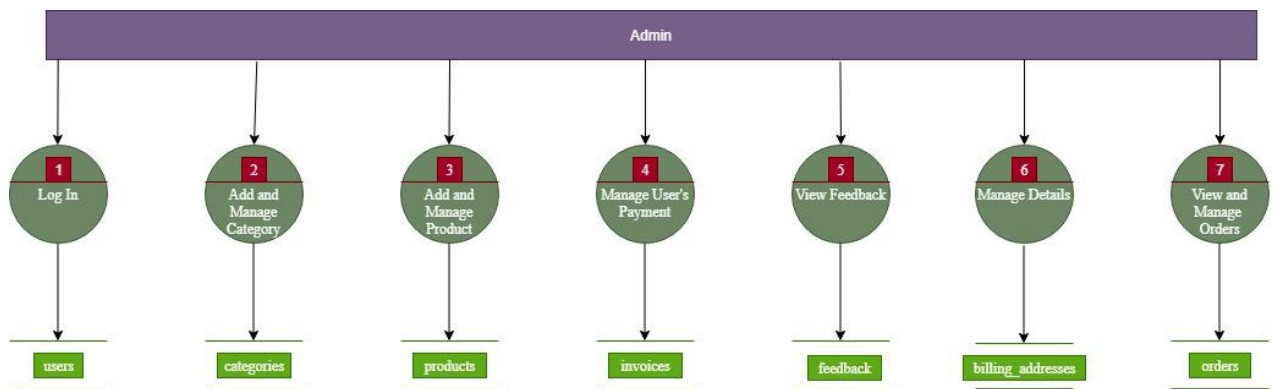 Admin
1
Log In
2
Add and
Manage
Category
3
Add and
Manage
Product
4
Manage User's
Payment
5
View Feedback
6
Manage Details
7
View and
Manage
Orders
users
categories
products
invoices
feedback
billing_addresses
orders